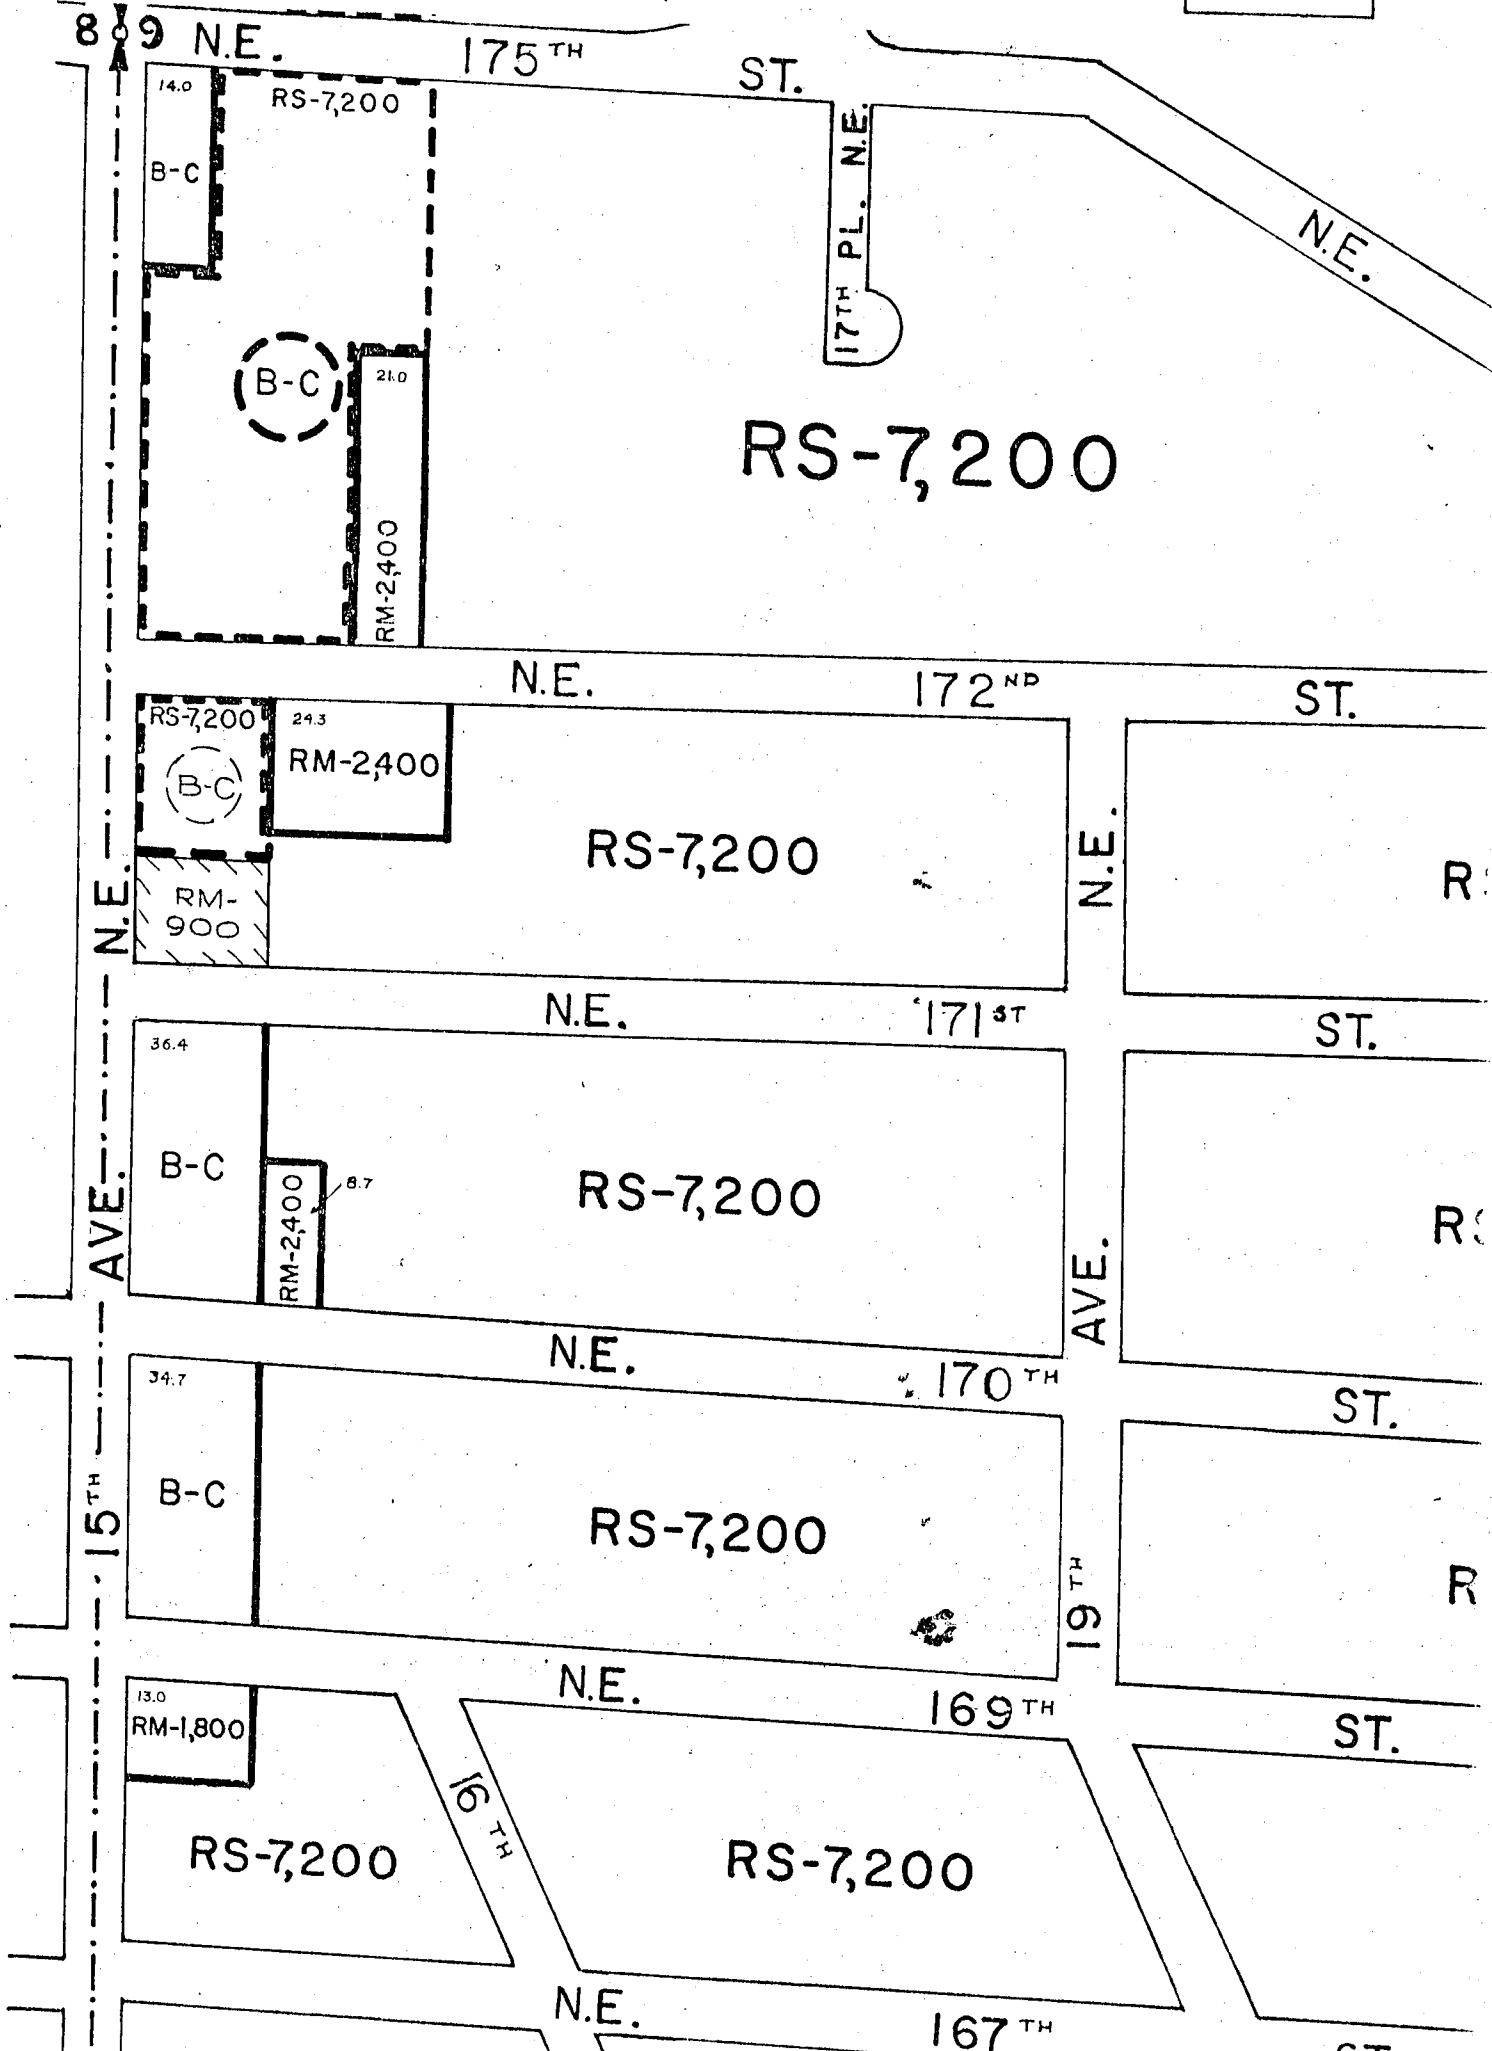 8 9 N.E. 175TH ST.
14.0
RS-7,200
B-C
17TH PL. N.E.
N.E.
B-C
21.0
RM-2,400
RS-7,200
N.E. 172ND ST.
RS-7,200
B-C
24.3
RM-2,400
RS-7,200
RM-
900
N.E. 171ST ST.
36.4
B-C
RM-2,400
8.7
RS-7,200
N.E. 170TH ST.
34.7
B-C
RS-7,200
15TH AVE. N.E.
19TH AVE. N.E.
N.E. 169TH ST.
13.0
RM-1,800
16TH
RS-7,200
RS-7,200
N.E. 167TH